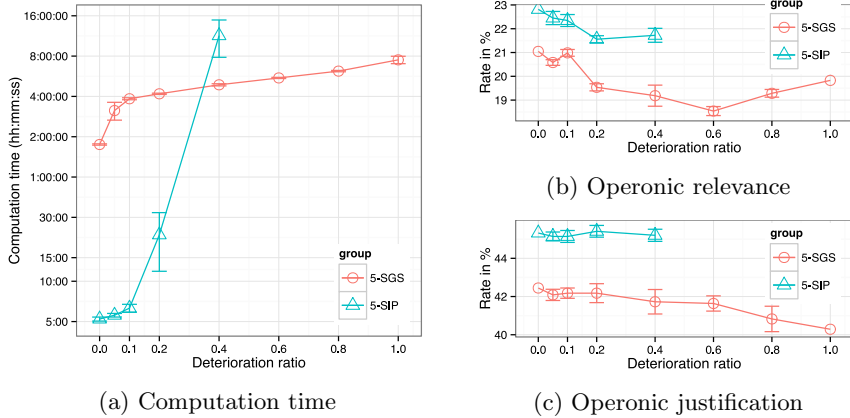 16:00:00
8:00:00
4:00:00
2:00:00
1:00:00
30:00
15:00
10:00
5:00
Computation time (hh:mm:ss)
group
5-SGS
5-SIP
0.0 0.1 0.2 0.4 0.6 0.8 1.0
Deterioration ratio
(a) Computation time
23
22
21
20
19
Rate in %
group
5-SGS
5-SIP
0.0 0.1 0.2 0.4 0.6 0.8 1.0
Deterioration ratio
(b) Operonic relevance
44
42
40
Rate in %
group
5-SGS
5-SIP
0.0 0.1 0.2 0.4 0.6 0.8 1.0
Deterioration ratio
(c) Operonic justification